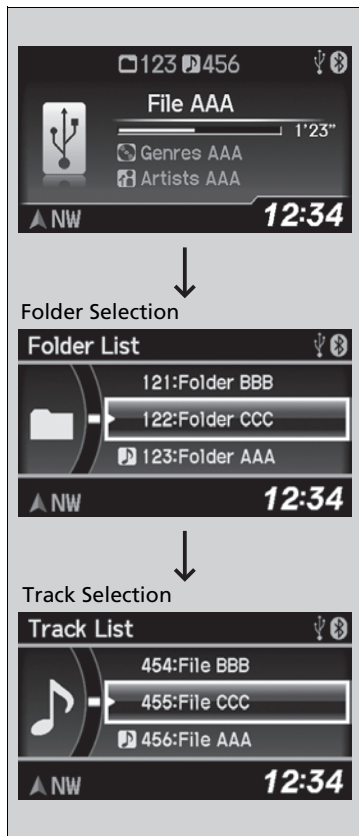 123 456
File AAA
1'23"
Genres AAA
Artists AAA
NW 12:34
Folder Selection
Folder List
121:Folder BBB
122:Folder CCC
123:Folder AAA
NW 12:34
Track Selection
Track List
454:File BBB
455:File CCC
456:File AAA
NW 12:34